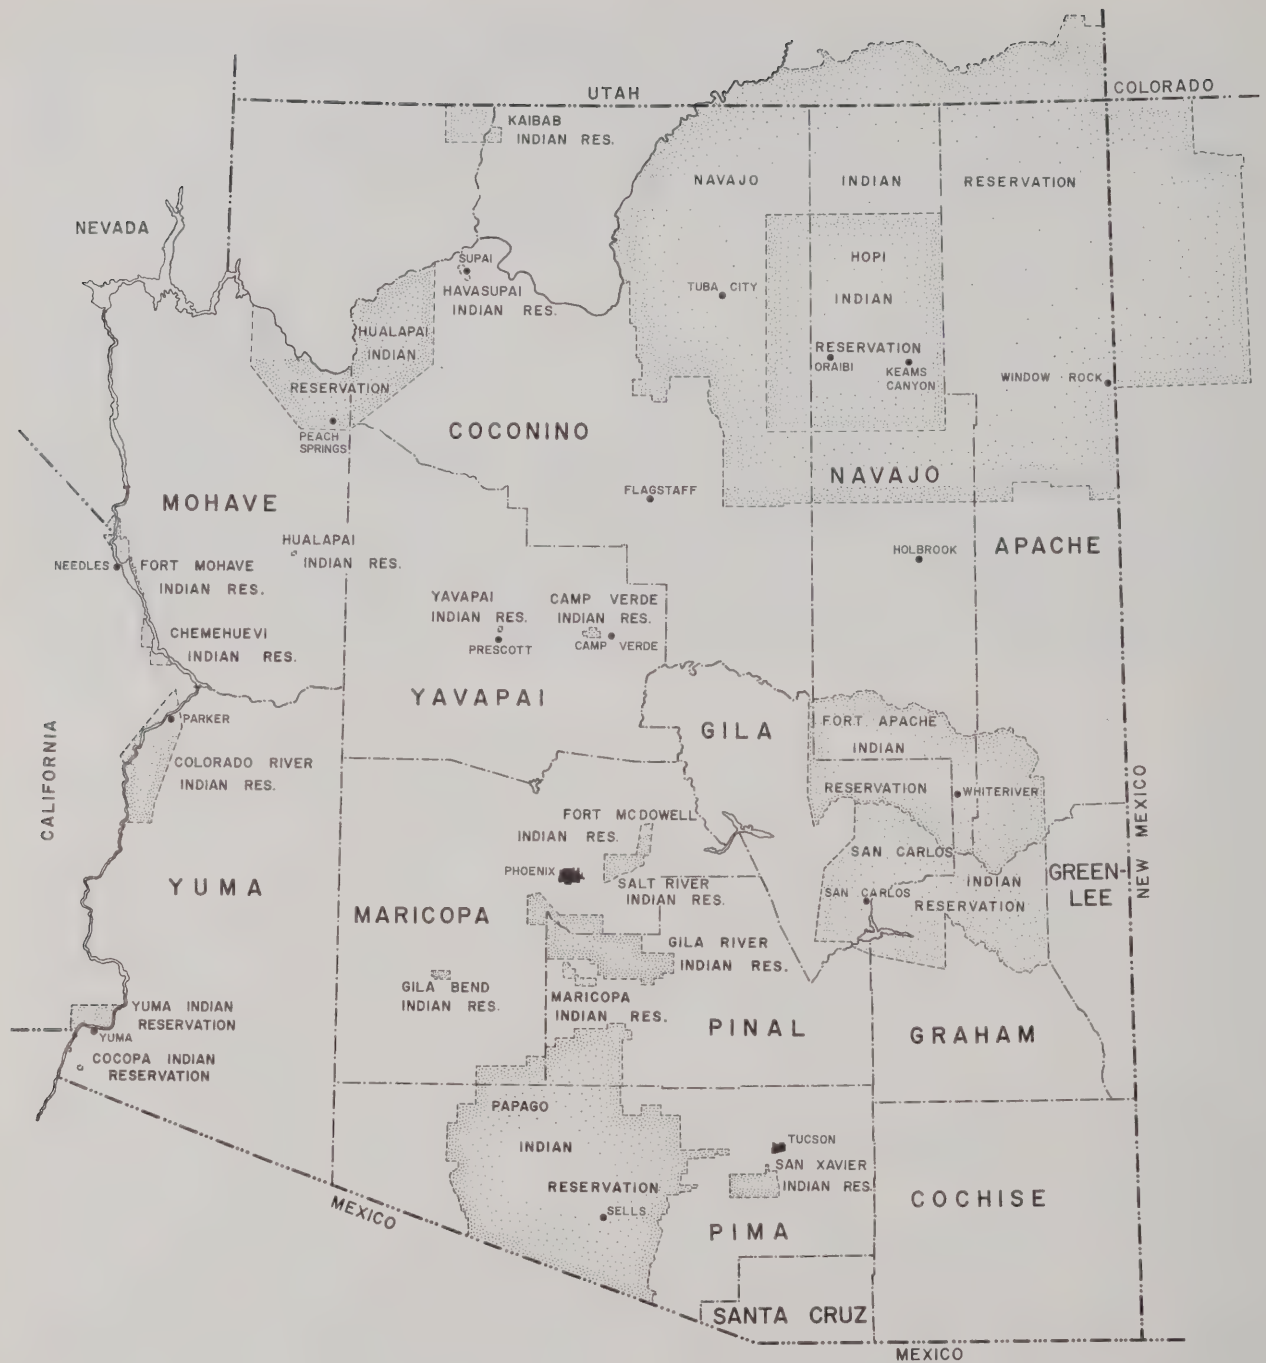 UTAH
COLORADO
KAIBAB
INDIAN RES.
NAVAJO INDIAN RESERVATION
NEVADA
SUPAI
HAVASUPAI
INDIAN RES.
HOPI
INDIAN
RESERVATION
TUBA CITY
ORAIBI
KEAMS
CANYON
WINDOW ROCK
HUALAPAI
INDIAN
RESERVATION
PEACH
SPRINGS
COCONINO
NAVAJO
FLAGSTAFF
MOHAVE
HUALAPAI
INDIAN RES.
HOLBROOK
APACHE
NEEDLES
FORT MOHAVE
INDIAN RES.
YAVAPAI
INDIAN RES.
PRESCOTT
CAMP VERDE
INDIAN RES.
CAMP VERDE
CHEMEHUEVI
INDIAN RES.
YAVAPAI
GILA
FORT APACHE
INDIAN
RESERVATION
WHITERIVER
PARKER
COLORADO RIVER
INDIAN RES.
CALIFORNIA
NEW MEXICO
FORT MCDOWELL
INDIAN RES.
PHOENIX
SALT RIVER
INDIAN RES.
SAN CARLOS
INDIAN
RESERVATION
SAN CARLOS
GREEN-
LEE
YUMA
MARICOPA
GILA RIVER
INDIAN RES.
GILA BEND
INDIAN RES.
MARICOPA
INDIAN RES.
PINAL
GRAHAM
YUMA INDIAN
RESERVATION
YUMA
COCOPA INDIAN
RESERVATION
PAPAGO
INDIAN
RESERVATION
SELLS
TUCSON
SAN XAVIER
INDIAN RES.
COCHISE
PIMA
MEXICO
SANTA CRUZ
MEXICO